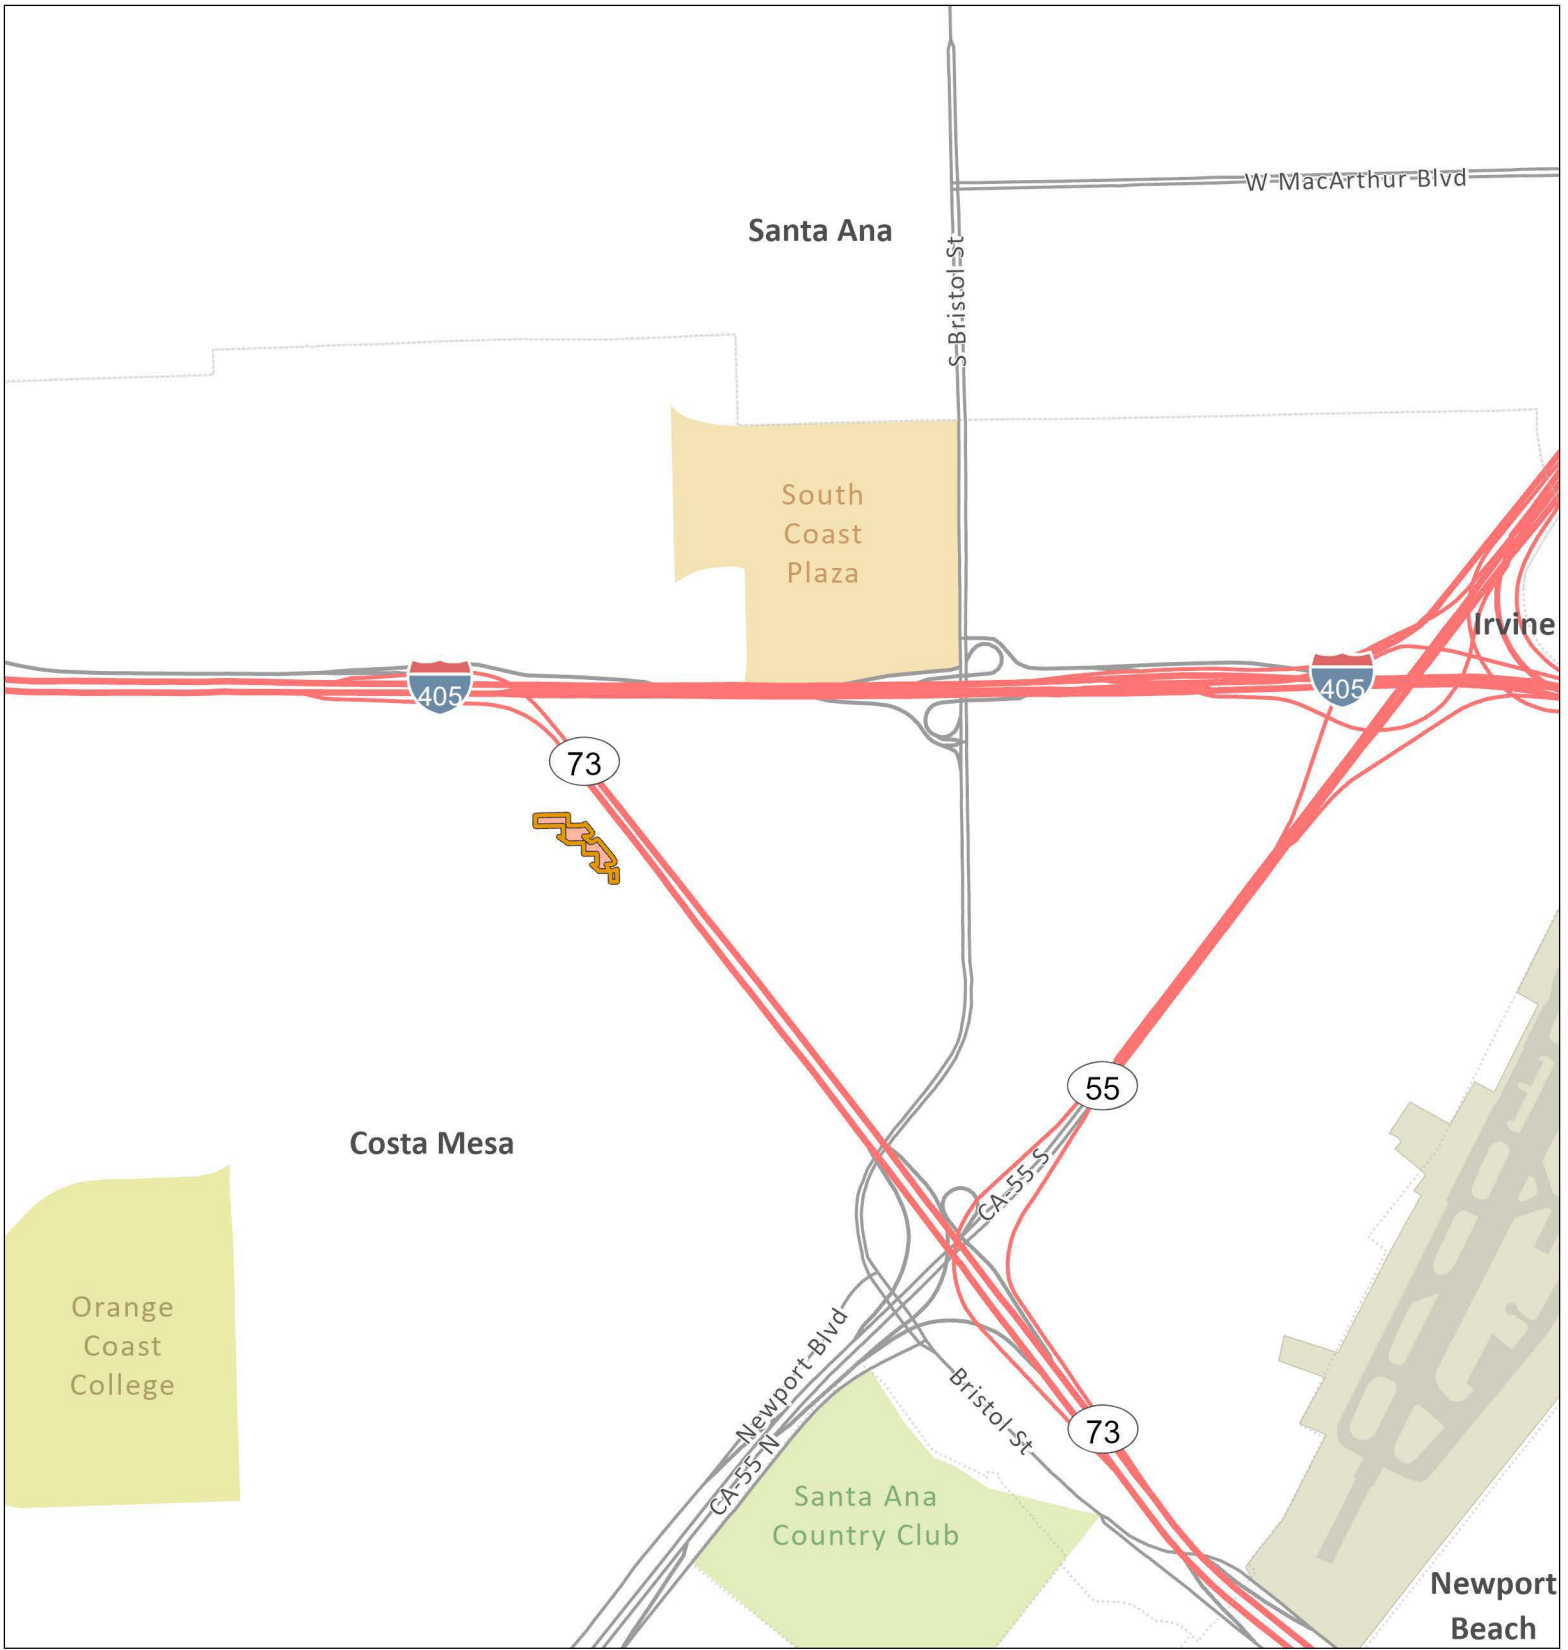 W MacArthur Blvd
Santa Ana
S Bristol St
South
Coast
Plaza
Irvine
405
405
73
55
CA-55 S
Costa Mesa
Orange
Coast
College
Newport Blvd
Bristol St
73
CA-55 N
Santa Ana
Country Club
Newport
Beach